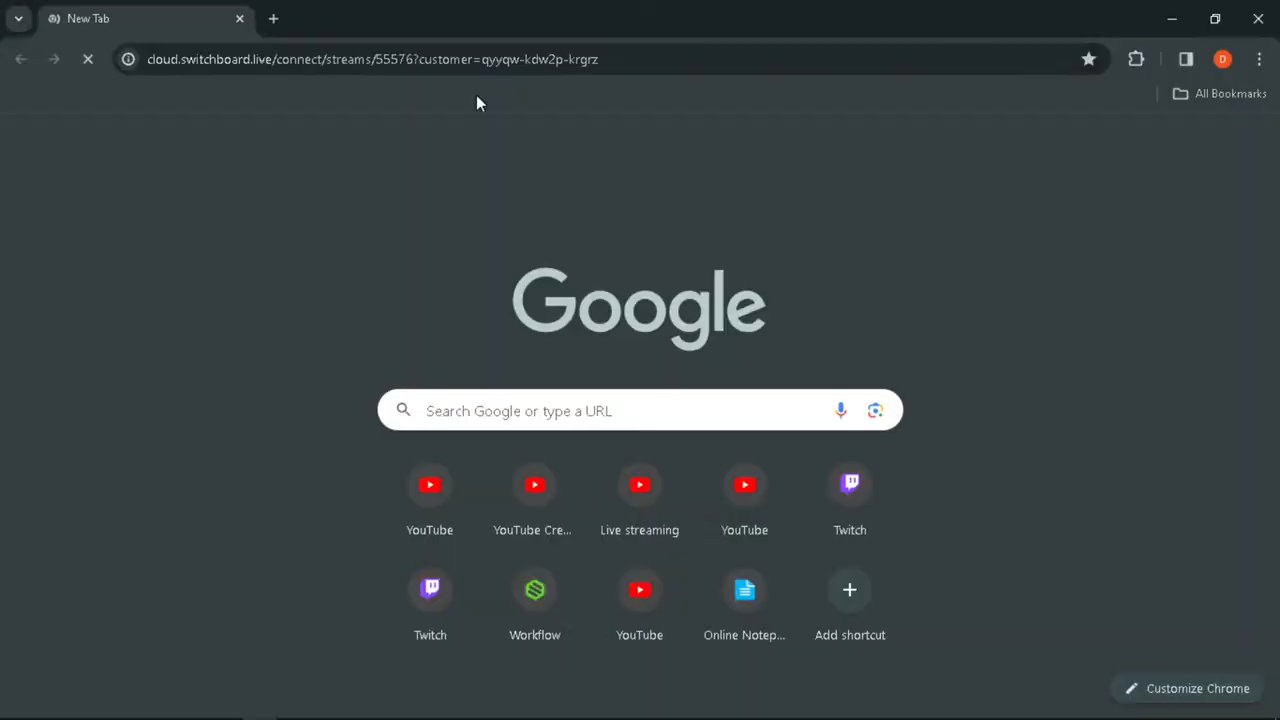 New Tab
cloud.switchboard.live/connect/streams/55576?customer=qyyqw-kdw2p-krgrz
D
All Bookmarks
Google
Search Google or type a URL
YouTube
YouTube Cre...
Live streaming
YouTube
Twitch
Twitch
Workflow
YouTube
Online Notep...
Add shortcut
Customize Chrome